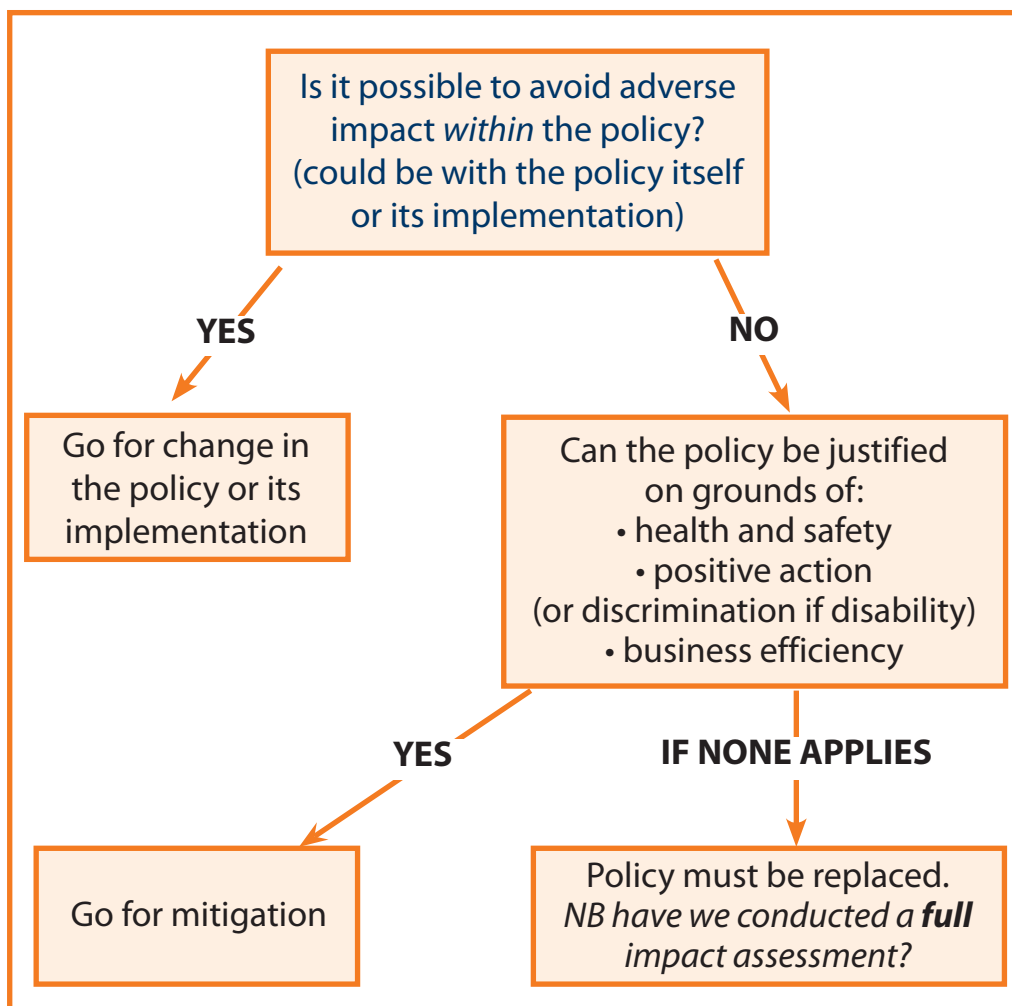 Is it possible to avoid adverse
impact within the policy?
(could be with the policy itself
or its implementation)
YES
NO
Go for change in
the policy or its
implementation
Can the policy be justified
on grounds of:
• health and safety
• positive action
(or discrimination if disability)
• business efficiency
YES
IF NONE APPLIES
Go for mitigation
Policy must be replaced.
NB have we conducted a full
impact assessment?